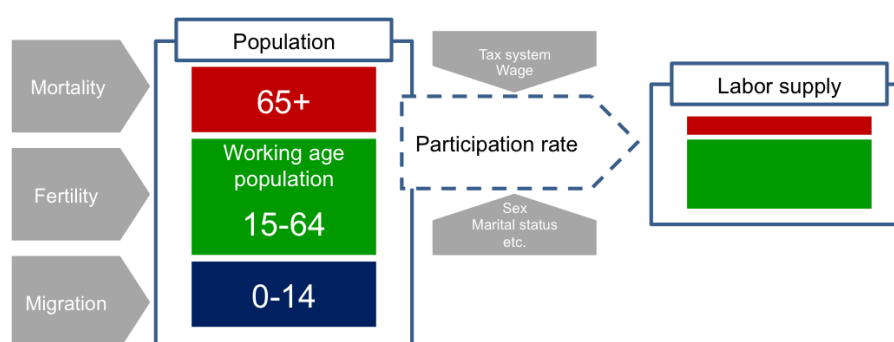 Mortality
Fertility
Migration
Population
65+
Working age
population
15-64
0-14
Tax system
Wage
Participation rate
Sex
Marital status
etc.
Labor supply